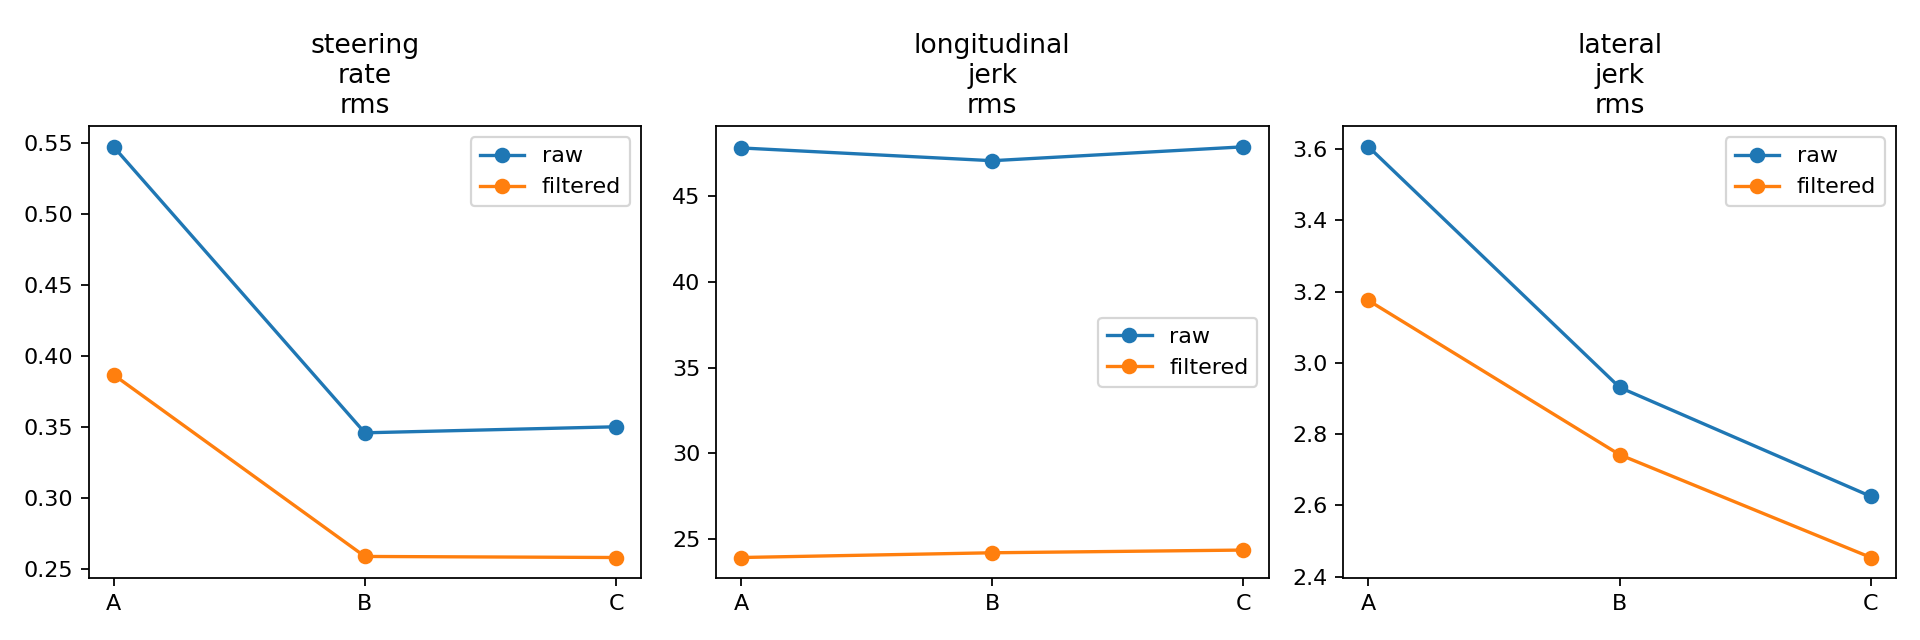 steering
rate
rms
0.55
0.50
0.45
0.40
0.35
0.30
0.25
raw
filtered
A
B
C
longitudinal
jerk
rms
45
40
35
30
25
raw
filtered
A
B
C
lateral
jerk
rms
3.6
3.4
3.2
3.0
2.8
2.6
2.4
raw
filtered
A
B
C